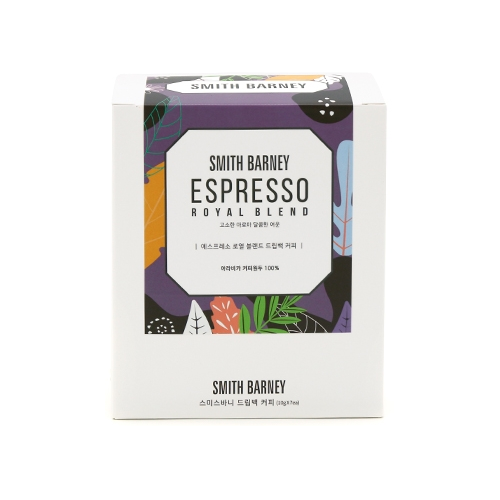 SMITH BARNEY
SMITH BARNEY
ESPRESSO
ROYAL BLEND
고소한 아로마 달콤한 여운
| 에스프레소 로얄 블렌드 드립백 커피 |
아라비카 커피원두 100%
SMITH BARNEY
스미스바니 드립백 커피 (10gX7ea)